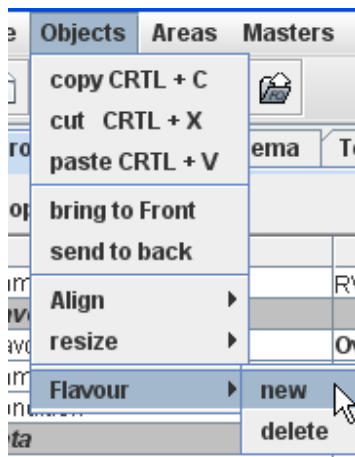 Objects Areas Masters
copy CRTL + C
cut CRTL + X
paste CRTL + V
ema
bring to Front
send to back
Align
resize
Flavour
new
delete